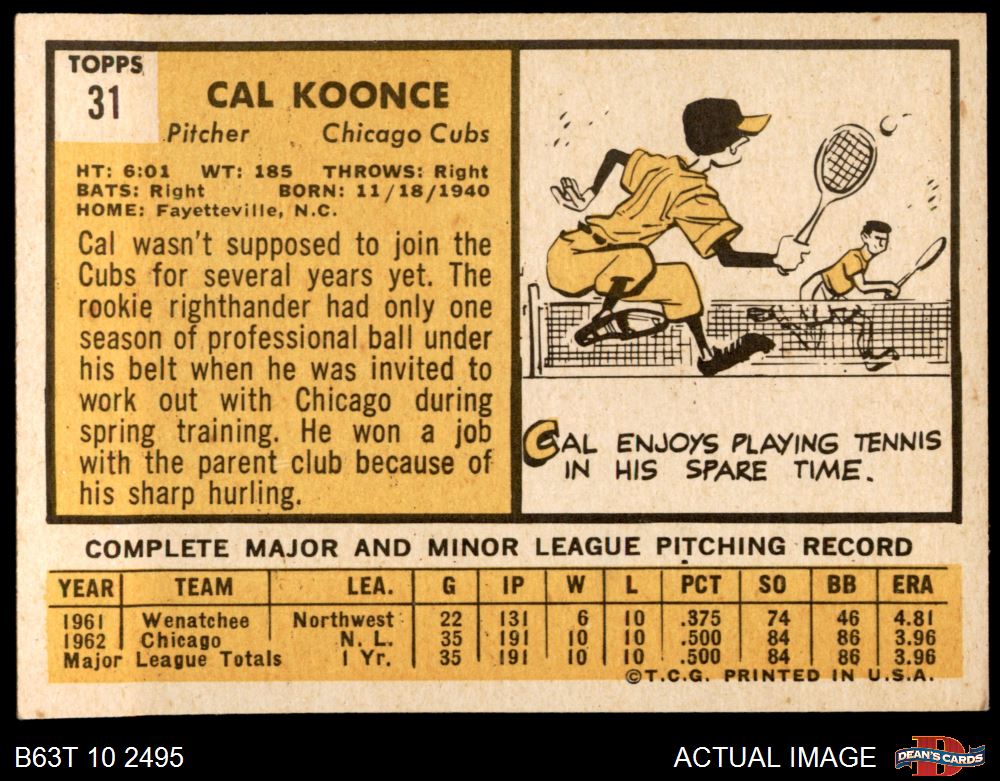 TOPPS
31
CAL KOONCE
Pitcher Chicago Cubs
HT: 6:01 WT: 185 THROWS: Right
BATS: Right BORN: 11/18/1940
HOME: Fayetteville, N.C.
Cal wasn't supposed to join the
Cubs for several years yet. The
rookie righthander had only one
season of professional ball under
his belt when he was invited to
work out with Chicago during
spring training. He won a job
with the parent club because of
his sharp hurling.
CAL ENJOYS PLAYING TENNIS
IN HIS SPARE TIME.
COMPLETE MAJOR AND MINOR LEAGUE PITCHING RECORD
YEAR TEAM LEA. G IP W L PCT SO BB ERA
1961 Wenatchee Northwest 22 131 6 10 .375 74 46 4.81
1962 Chicago N. L. 35 191 10 10 .500 84 86 3.96
Major League Totals 1 Yr. 35 191 10 10 .500 84 86 3.96
©T.C.G. PRINTED IN U.S.A.
B63T 10 2495
ACTUAL IMAGE
D
DEAN'S CARDS